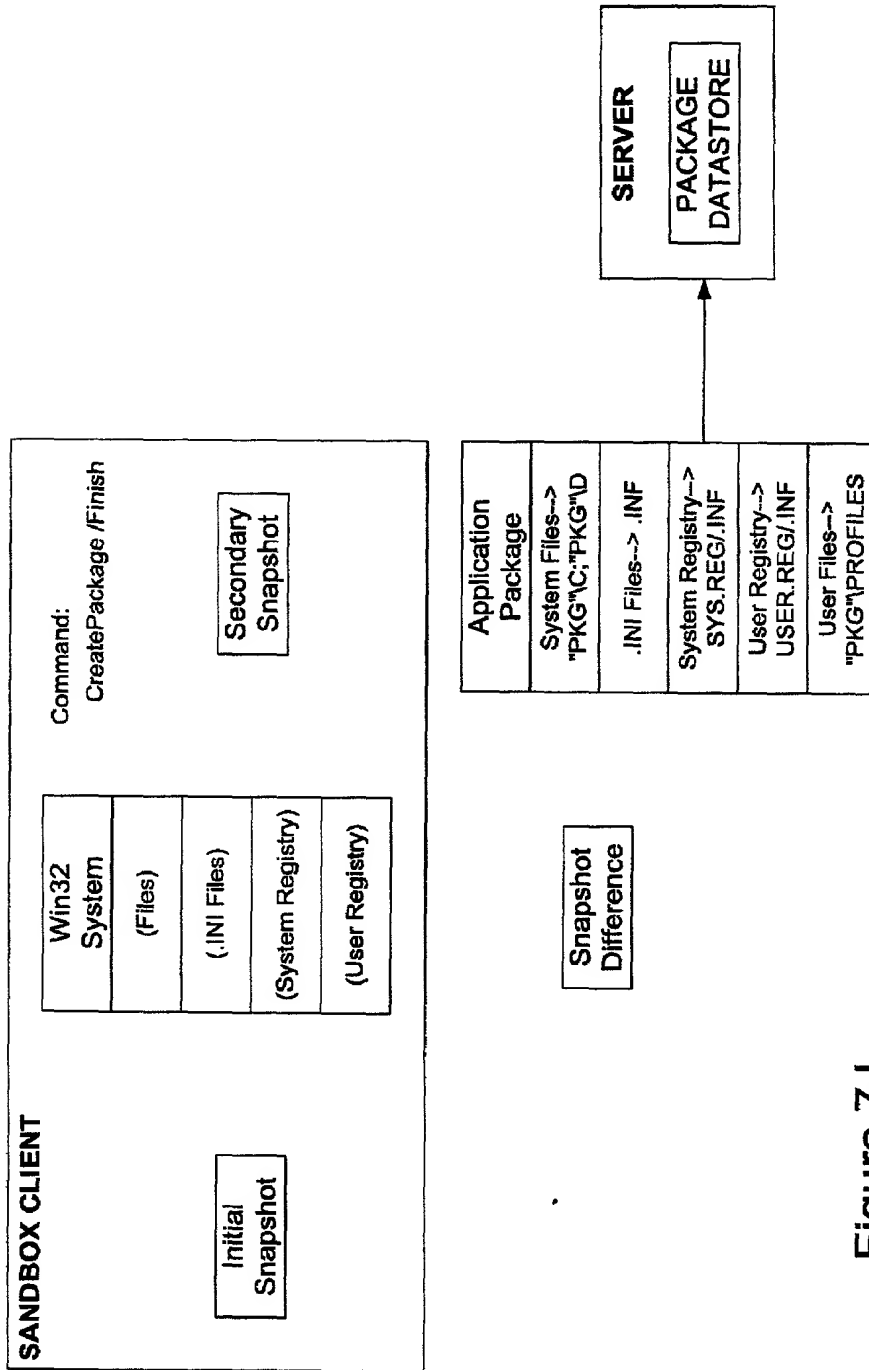 SANDBOX CLIENT
Initial
Snapshot
Win32
System
(Files)
(.INI Files)
(System Registry)
(User Registry)
Command:
CreatePackage /Finish
Secondary
Snapshot
Snapshot
Difference
Application
Package
System Files-->
"PKG"\C;"PKG"\D
.INI Files--> .INF
System Registry-->
SYS.REG/.INF
User Registry-->
USER.REG/.INF
User Files-->
"PKG"\PROFILES
SERVER
PACKAGE
DATASTORE
Figure